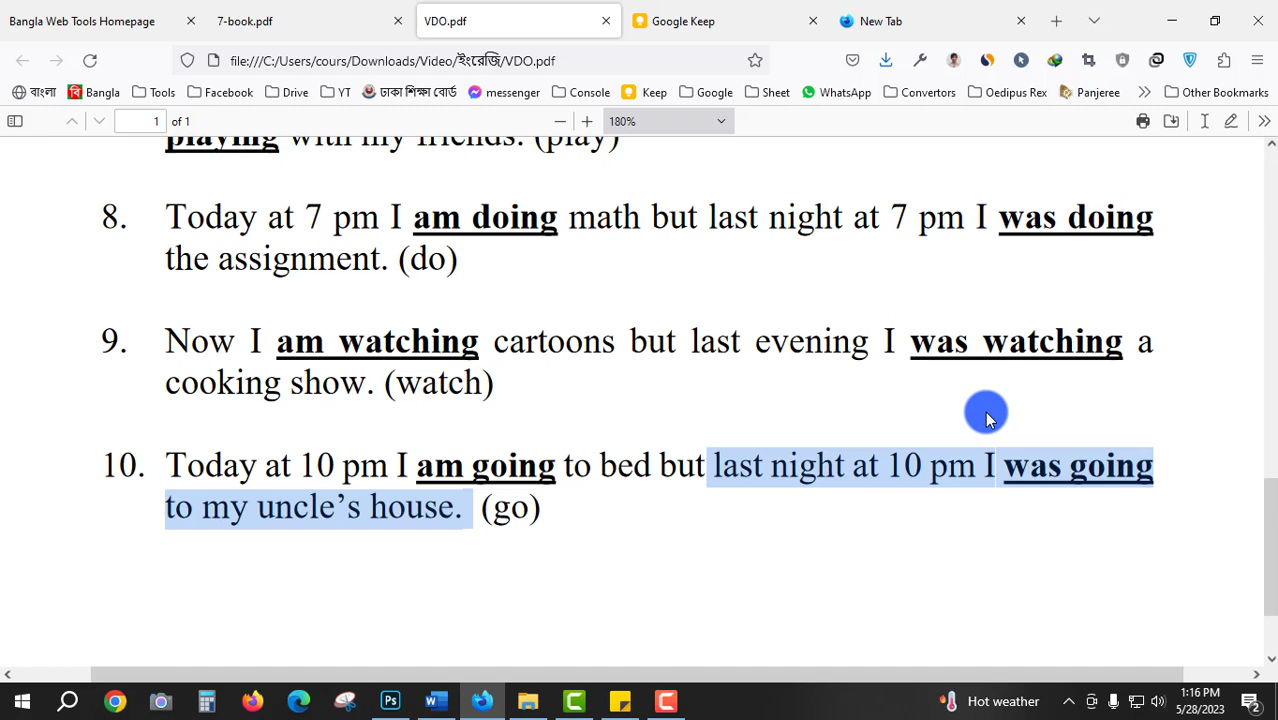 Bangla Web Tools Homepage
7-book.pdf
VDO.pdf
Google Keep
New Tab
file:///C:/Users/cours/Downloads/Video/ইংরেজি/VDO.pdf
বাংলা Bangla Tools Facebook Drive YT ঢাকা শিক্ষা বোর্ড messenger Console Keep Google Sheet WhatsApp Convertors Oedipus Rex Panjeree Other Bookmarks
1 of 1 180%
playing with my friends. (play)
8. Today at 7 pm I am doing math but last night at 7 pm I was doing
the assignment. (do)
9. Now I am watching cartoons but last evening I was watching a
cooking show. (watch)
10. Today at 10 pm I am going to bed but last night at 10 pm I was going
to my uncle’s house. (go)
Hot weather
1:16 PM
5/28/2023
2